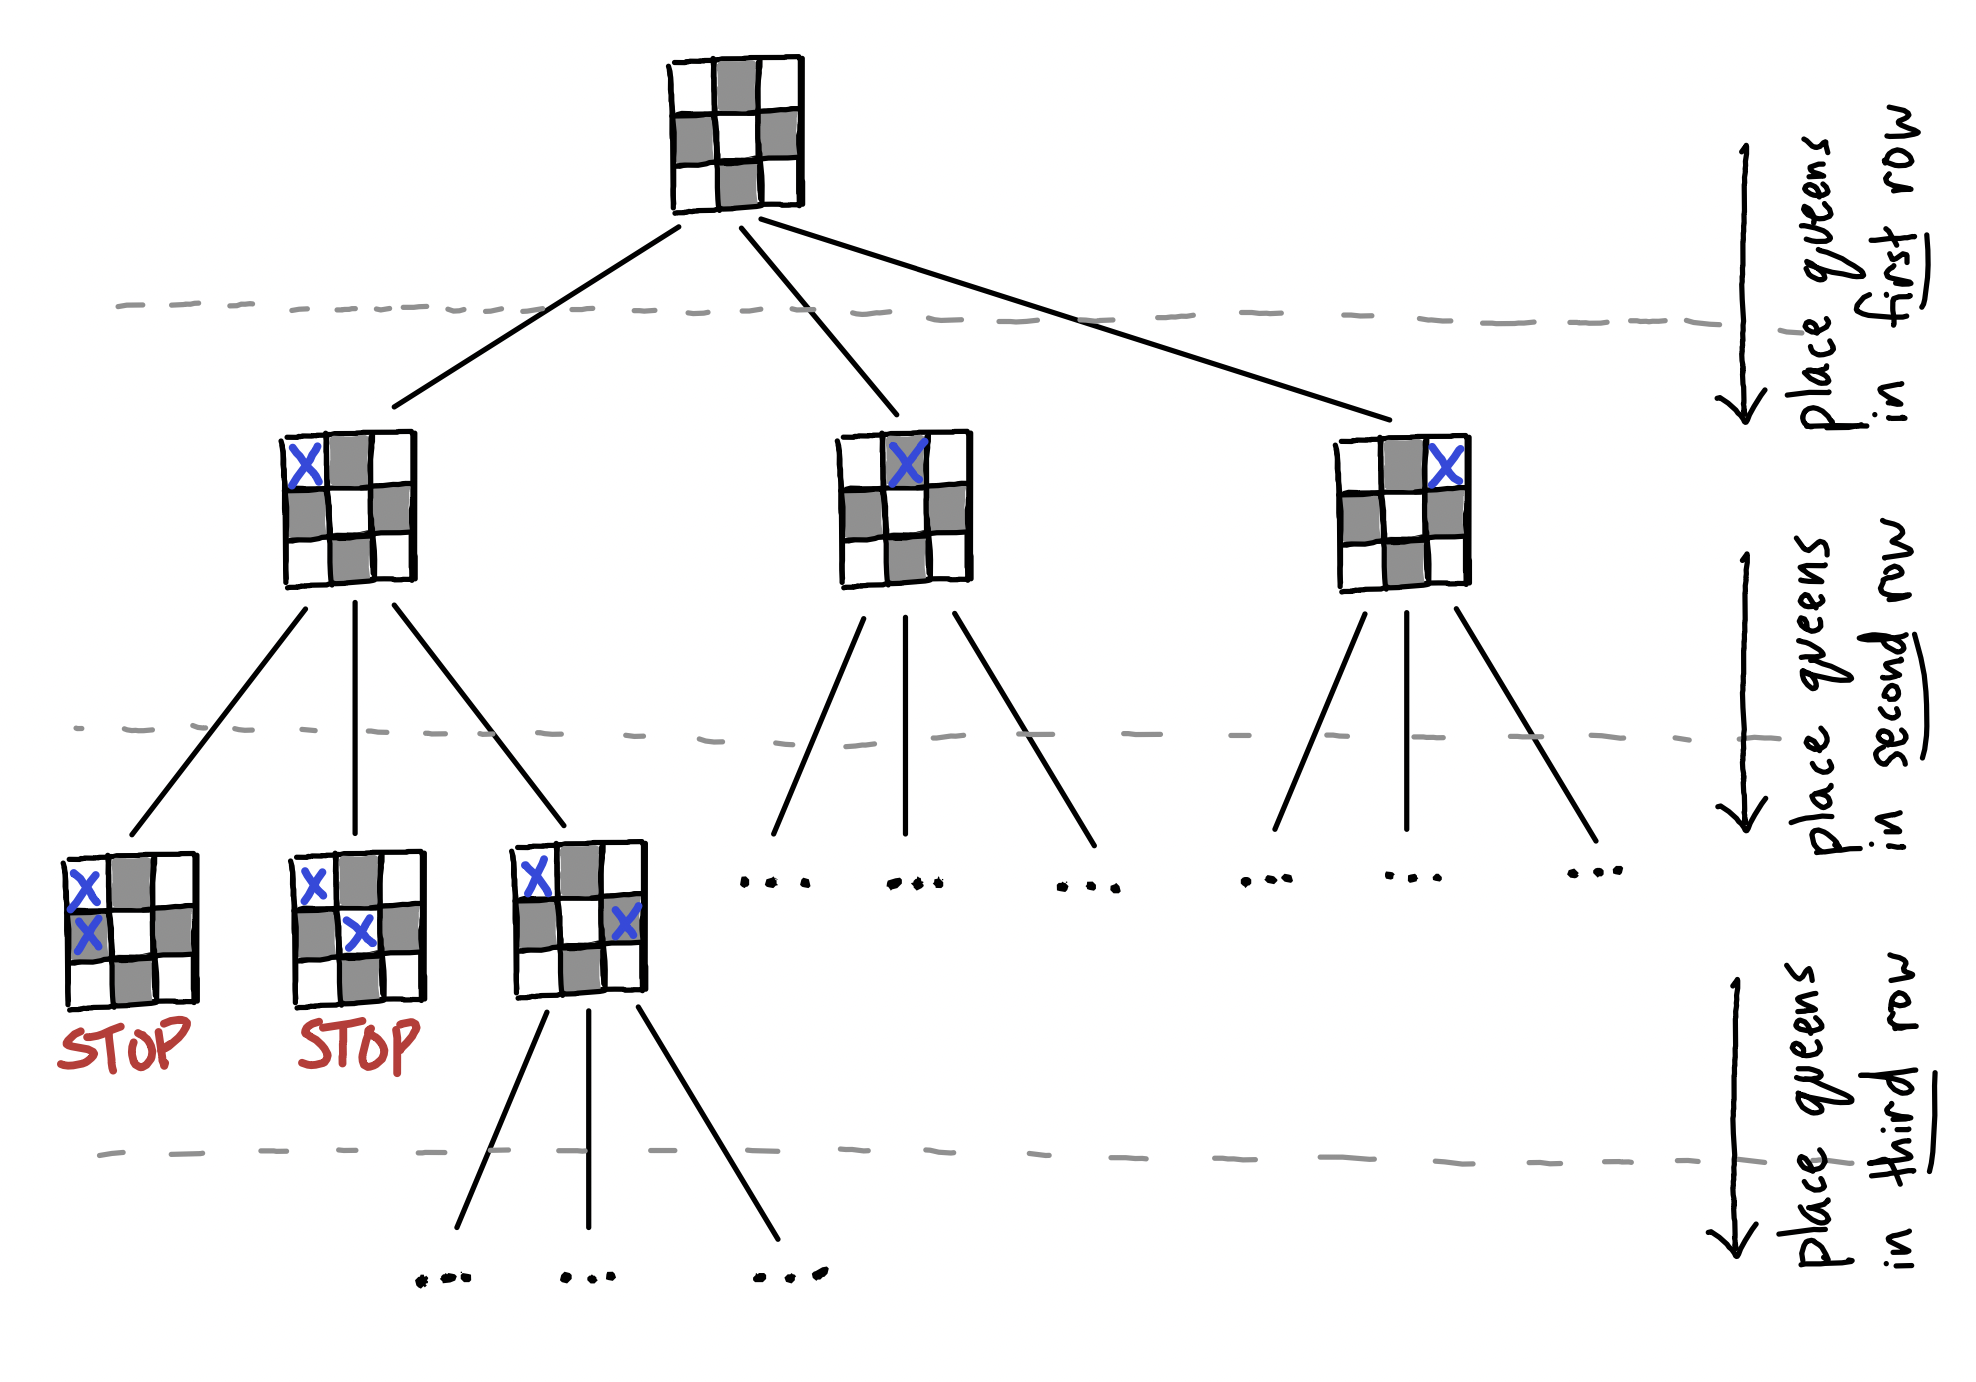 place queens
in first row
place queens
in second row
X
X
X
X
X
X
X
X
X
STOP
STOP
place queens
in third row